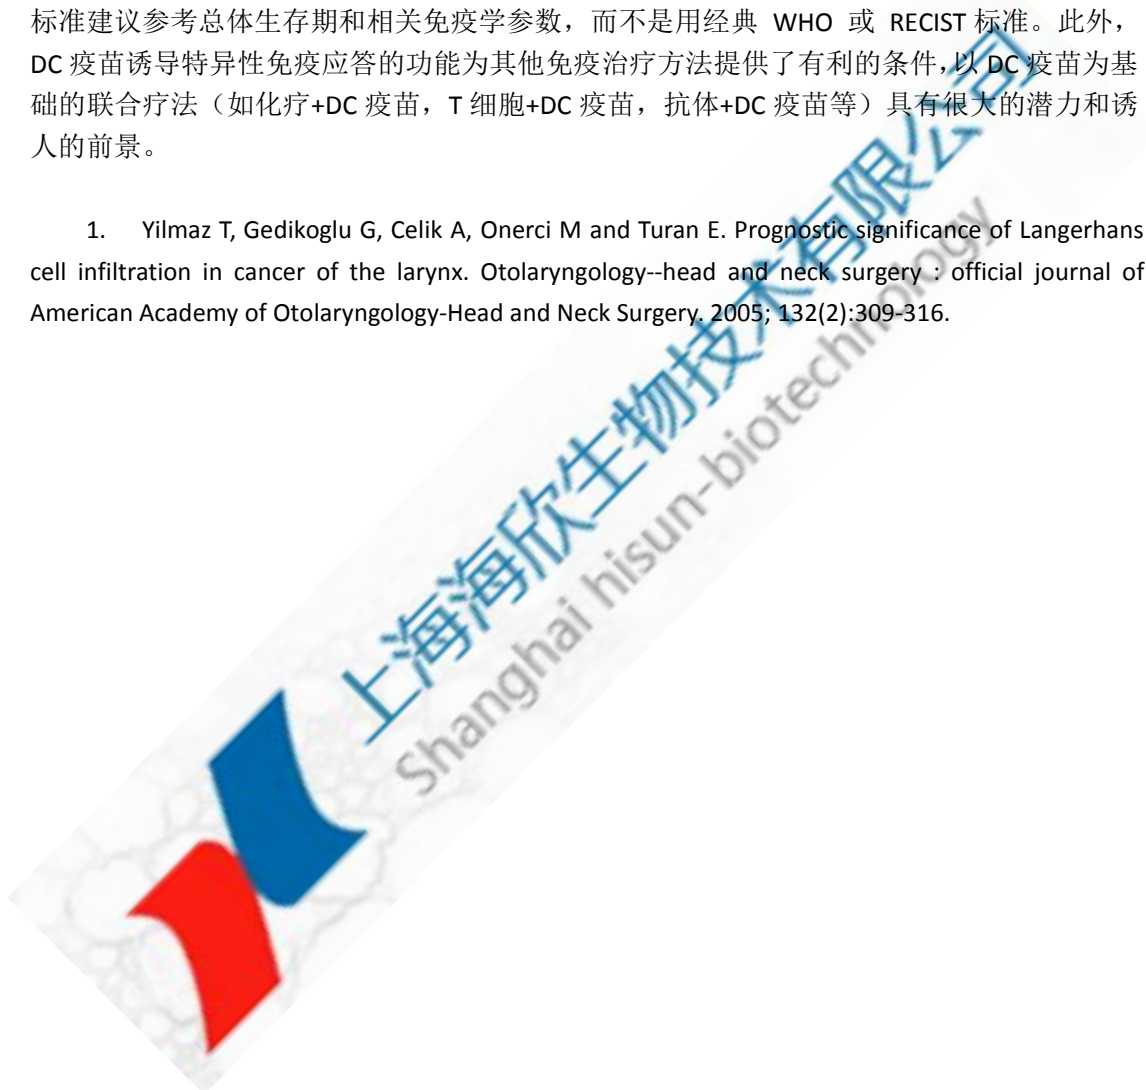 标准建议参考总体生存期和相关免疫学参数，而不是用经典 WHO 或 RECIST 标准。此外，
DC 疫苗诱导特异性免疫应答的功能为其他免疫治疗方法提供了有利的条件，以 DC 疫苗为基
础的联合疗法（如化疗+DC 疫苗，T 细胞+DC 疫苗，抗体+DC 疫苗等）具有很大的潜力和诱
人的前景。
1. Yilmaz T, Gedikoglu G, Celik A, Onerci M and Turan E. Prognostic significance of Langerhans
cell infiltration in cancer of the larynx. Otolaryngology--head and neck surgery : official journal of
American Academy of Otolaryngology-Head and Neck Surgery. 2005; 132(2):309-316.
上海海欣生物技术有限公司
Shanghai hisun-biotechnology